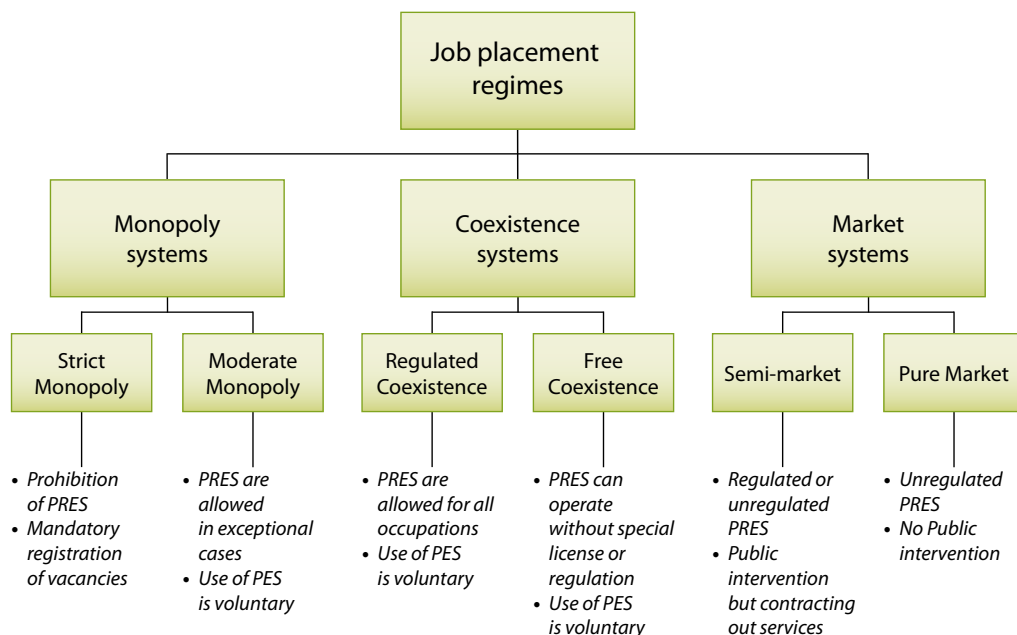 Job placement
regimes
Monopoly
systems
Coexistence
systems
Market
systems
Strict
Monopoly
Moderate
Monopoly
Regulated
Coexistence
Free
Coexistence
Semi-market
Pure Market
• Prohibition
of PRES
• Mandatory
registration
of vacancies
• PRES are
allowed
in exceptional
cases
• Use of PES
is voluntary
• PRES are
allowed for all
occupations
• Use of PES
is voluntary
• PRES can
operate
without special
license or
regulation
• Use of PES
is voluntary
• Regulated or
unregulated
PRES
• Public
intervention
but contracting
out services
• Unregulated
PRES
• No Public
intervention